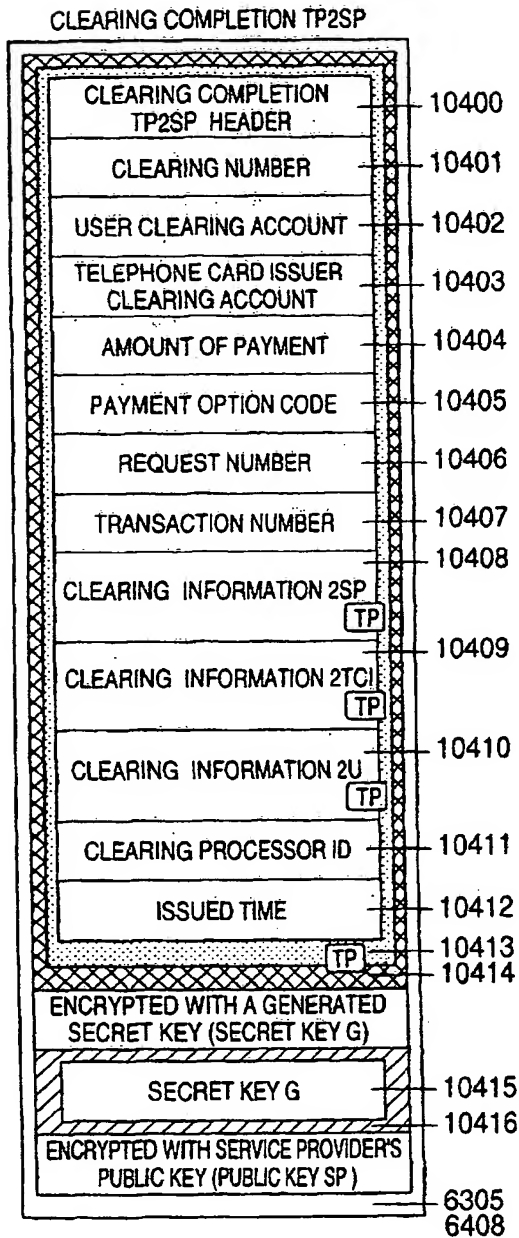 CLEARING COMPLETION TP2SP
CLEARING COMPLETION
TP2SP HEADER
10400
CLEARING NUMBER
10401
USER CLEARING ACCOUNT
10402
TELEPHONE CARD ISSUER
CLEARING ACCOUNT
10403
AMOUNT OF PAYMENT
10404
PAYMENT OPTION CODE
10405
REQUEST NUMBER
10406
TRANSACTION NUMBER
10407
10408
CLEARING INFORMATION 2SP
TP
10409
CLEARING INFORMATION 2TCI
TP
10410
CLEARING INFORMATION 2U
TP
CLEARING PROCESSOR ID
10411
ISSUED TIME
10412
TP
10413
10414
ENCRYPTED WITH A GENERATED
SECRET KEY (SECRET KEY G)
SECRET KEY G
10415
10416
ENCRYPTED WITH SERVICE PROVIDER'S
PUBLIC KEY (PUBLIC KEY SP)
6305
6408